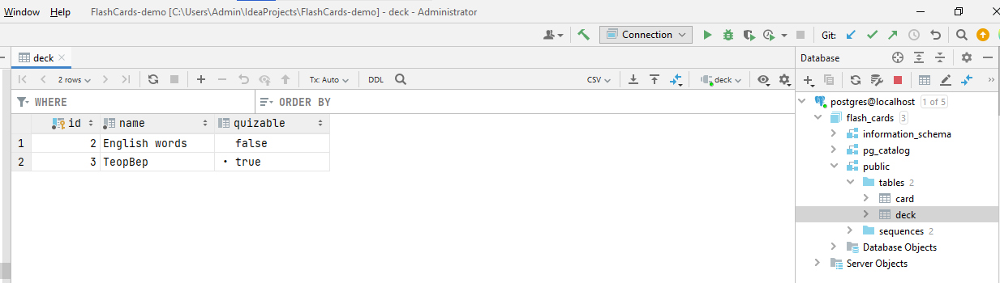 Window Help FlashCards-demo [C:\Users\Admin\IdeaProjects\FlashCards-demo] - deck - Administrator
Connection Git:
deck
Database
2 rows Tx: Auto DDL CSV deck
WHERE ORDER BY
id name quizable
1 2 English words false
2 3 TeopBep • true
postgres@localhost 1 of 5
flash_cards 3
information_schema
pg_catalog
public
tables 2
card
deck
sequences 2
Database Objects
Server Objects